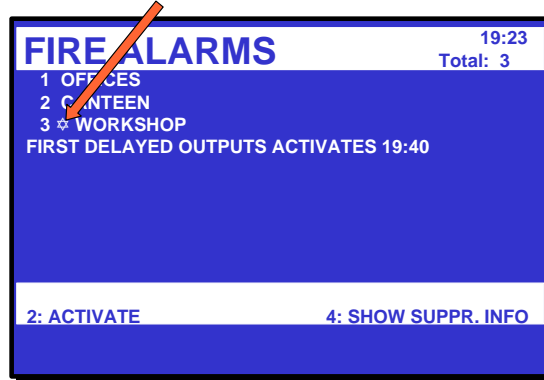 FIRE ALARMS 19:23
Total: 3
1 OFFICES
2 CANTEEN
3 ✡ WORKSHOP
FIRST DELAYED OUTPUTS ACTIVATES 19:40
2: ACTIVATE 4: SHOW SUPPR. INFO